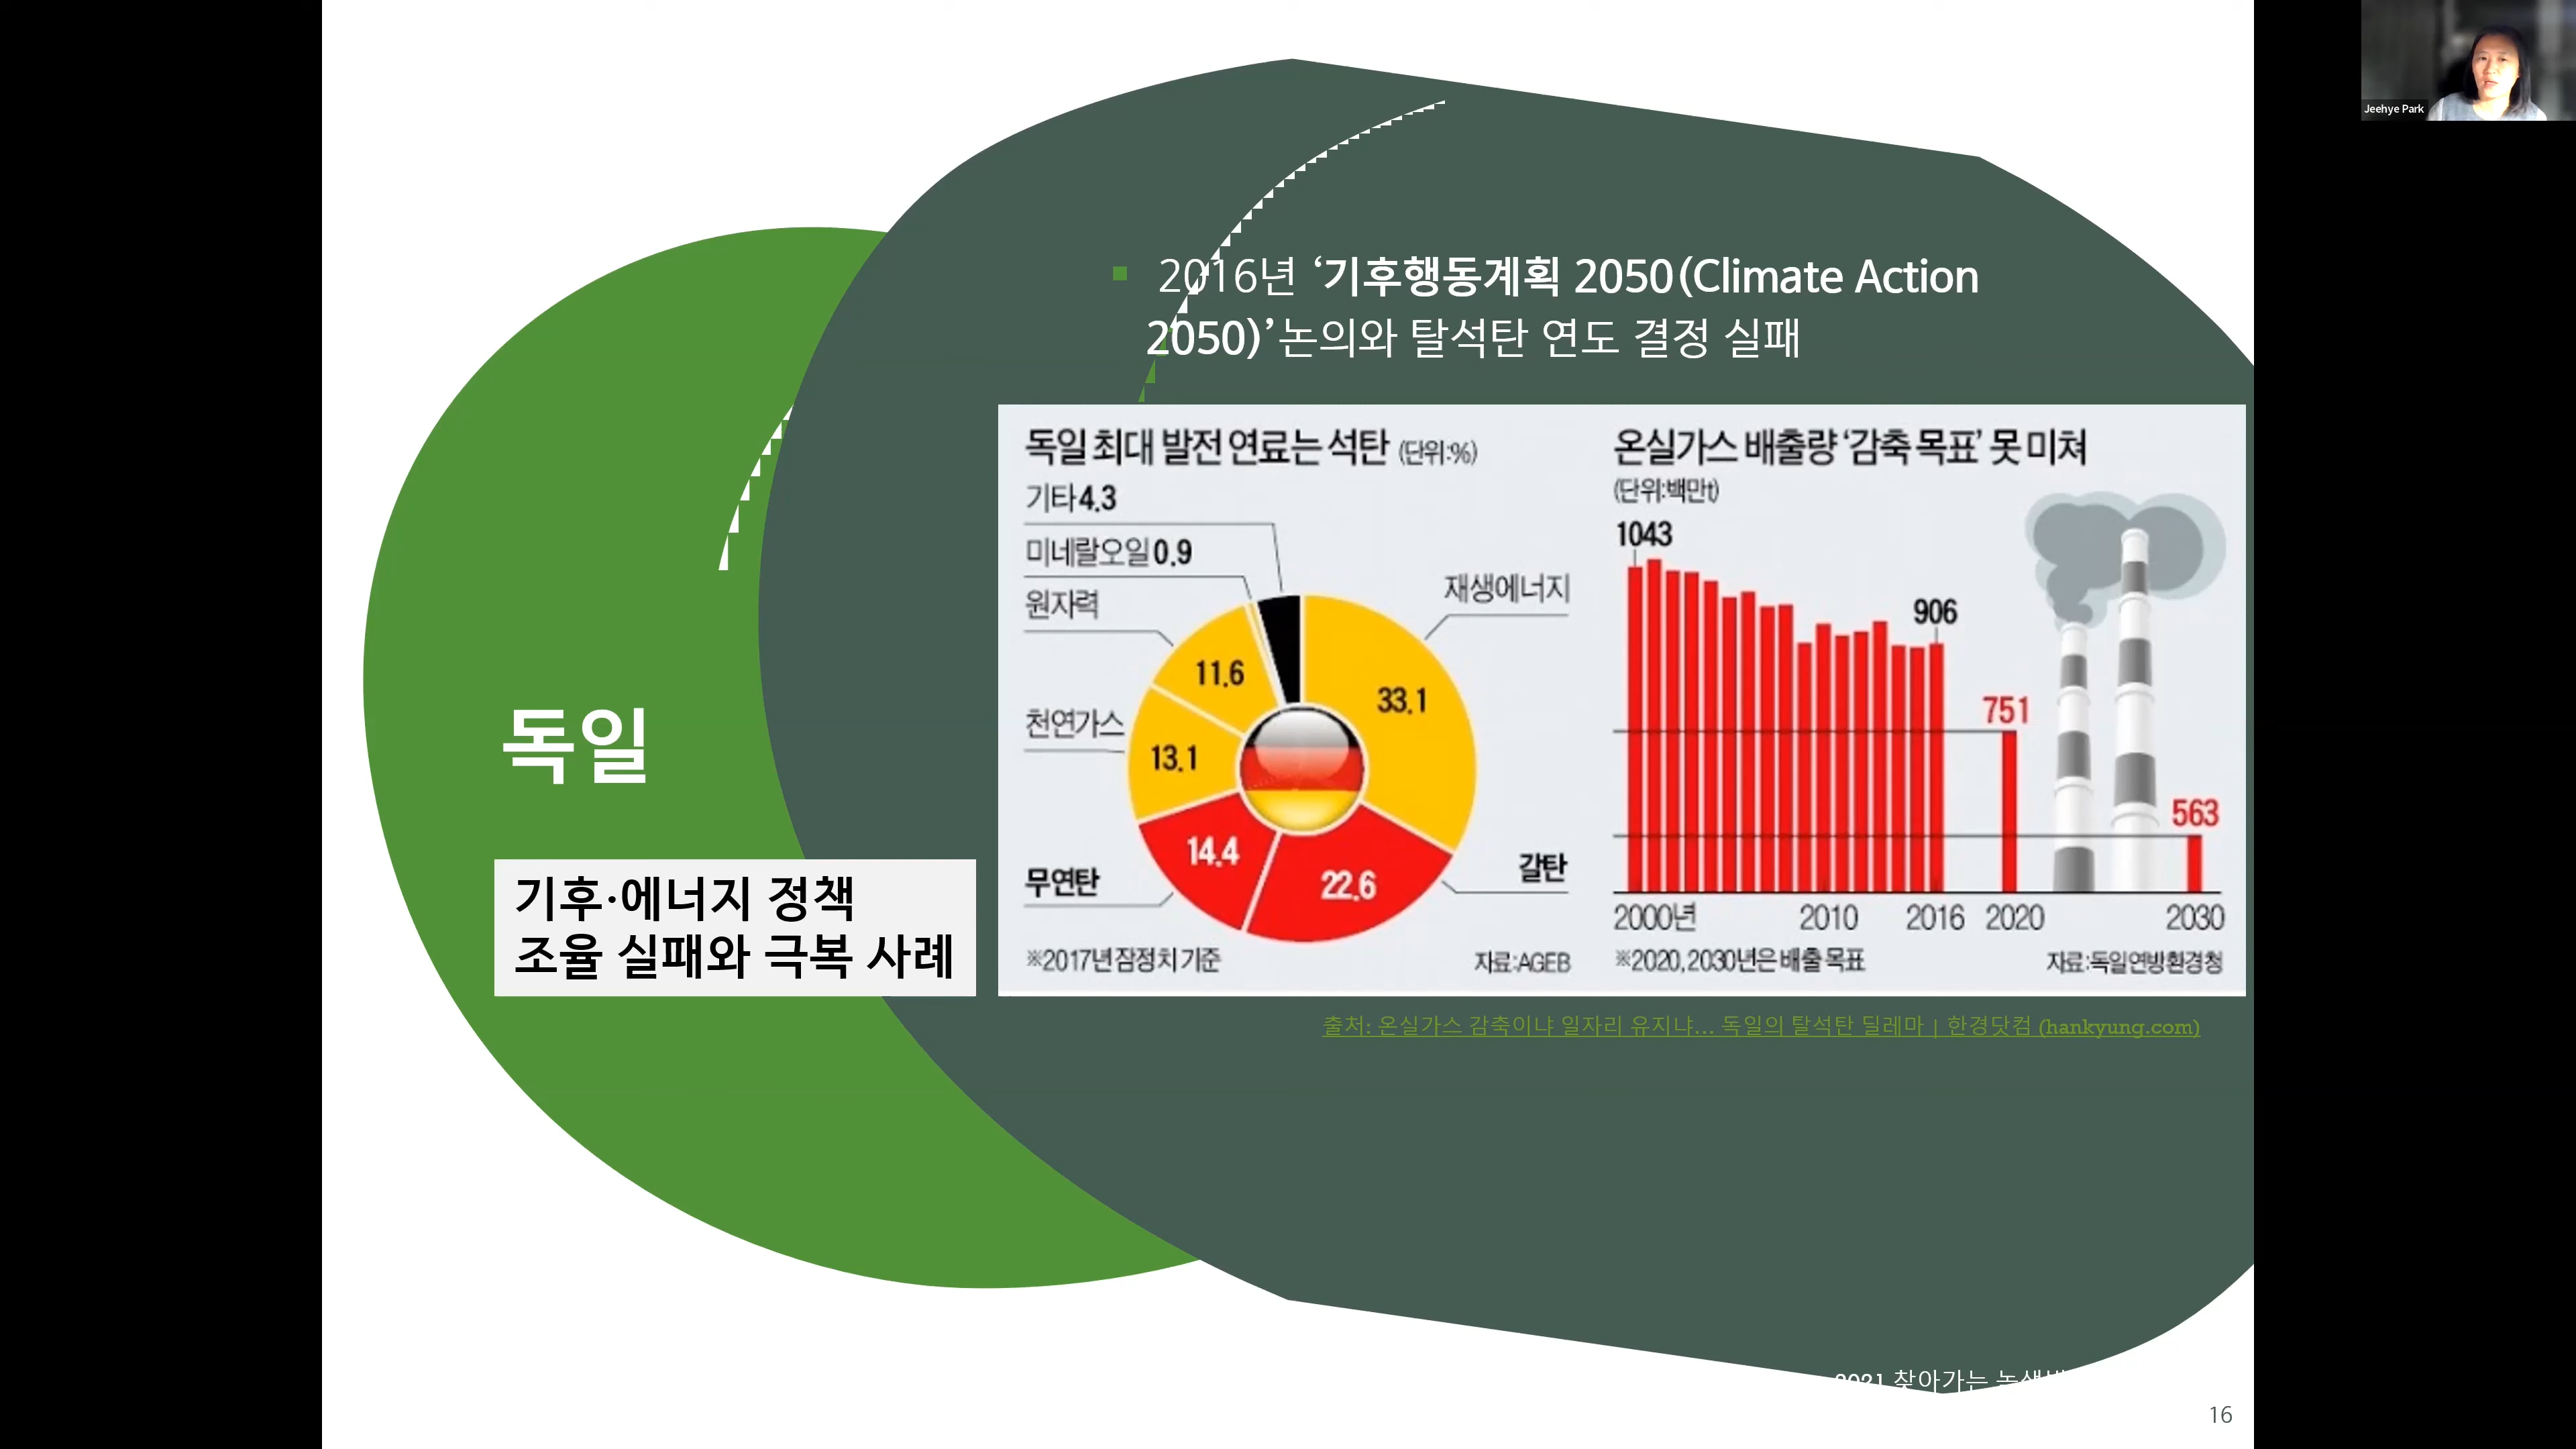 Jeehye Park
2016년 ‘기후행동계획 2050(Climate Action
2050)’논의와 탈석탄 연도 결정 실패
독일
기후·에너지 정책
조율 실패와 극복 사례
독일 최대 발전 연료는 석탄 (단위:%)
기타 4.3
미네랄오일 0.9
원자력
11.6
천연가스
13.1
재생에너지
33.1
무연탄
14.4
갈탄
22.6
※2017년 잠정치 기준
자료:AGEB
온실가스 배출량 ‘감축 목표’ 못 미쳐
(단위:백만t)
1043
906
751
563
2000년 2010 2016 2020 2030
※2020, 2030년은 배출 목표
자료:독일연방환경청
출처: 온실가스 감축이냐 일자리 유지냐... 독일의 탈석탄 딜레마 | 한경닷컴 (hankyung.com)
2021 찾아가는
16